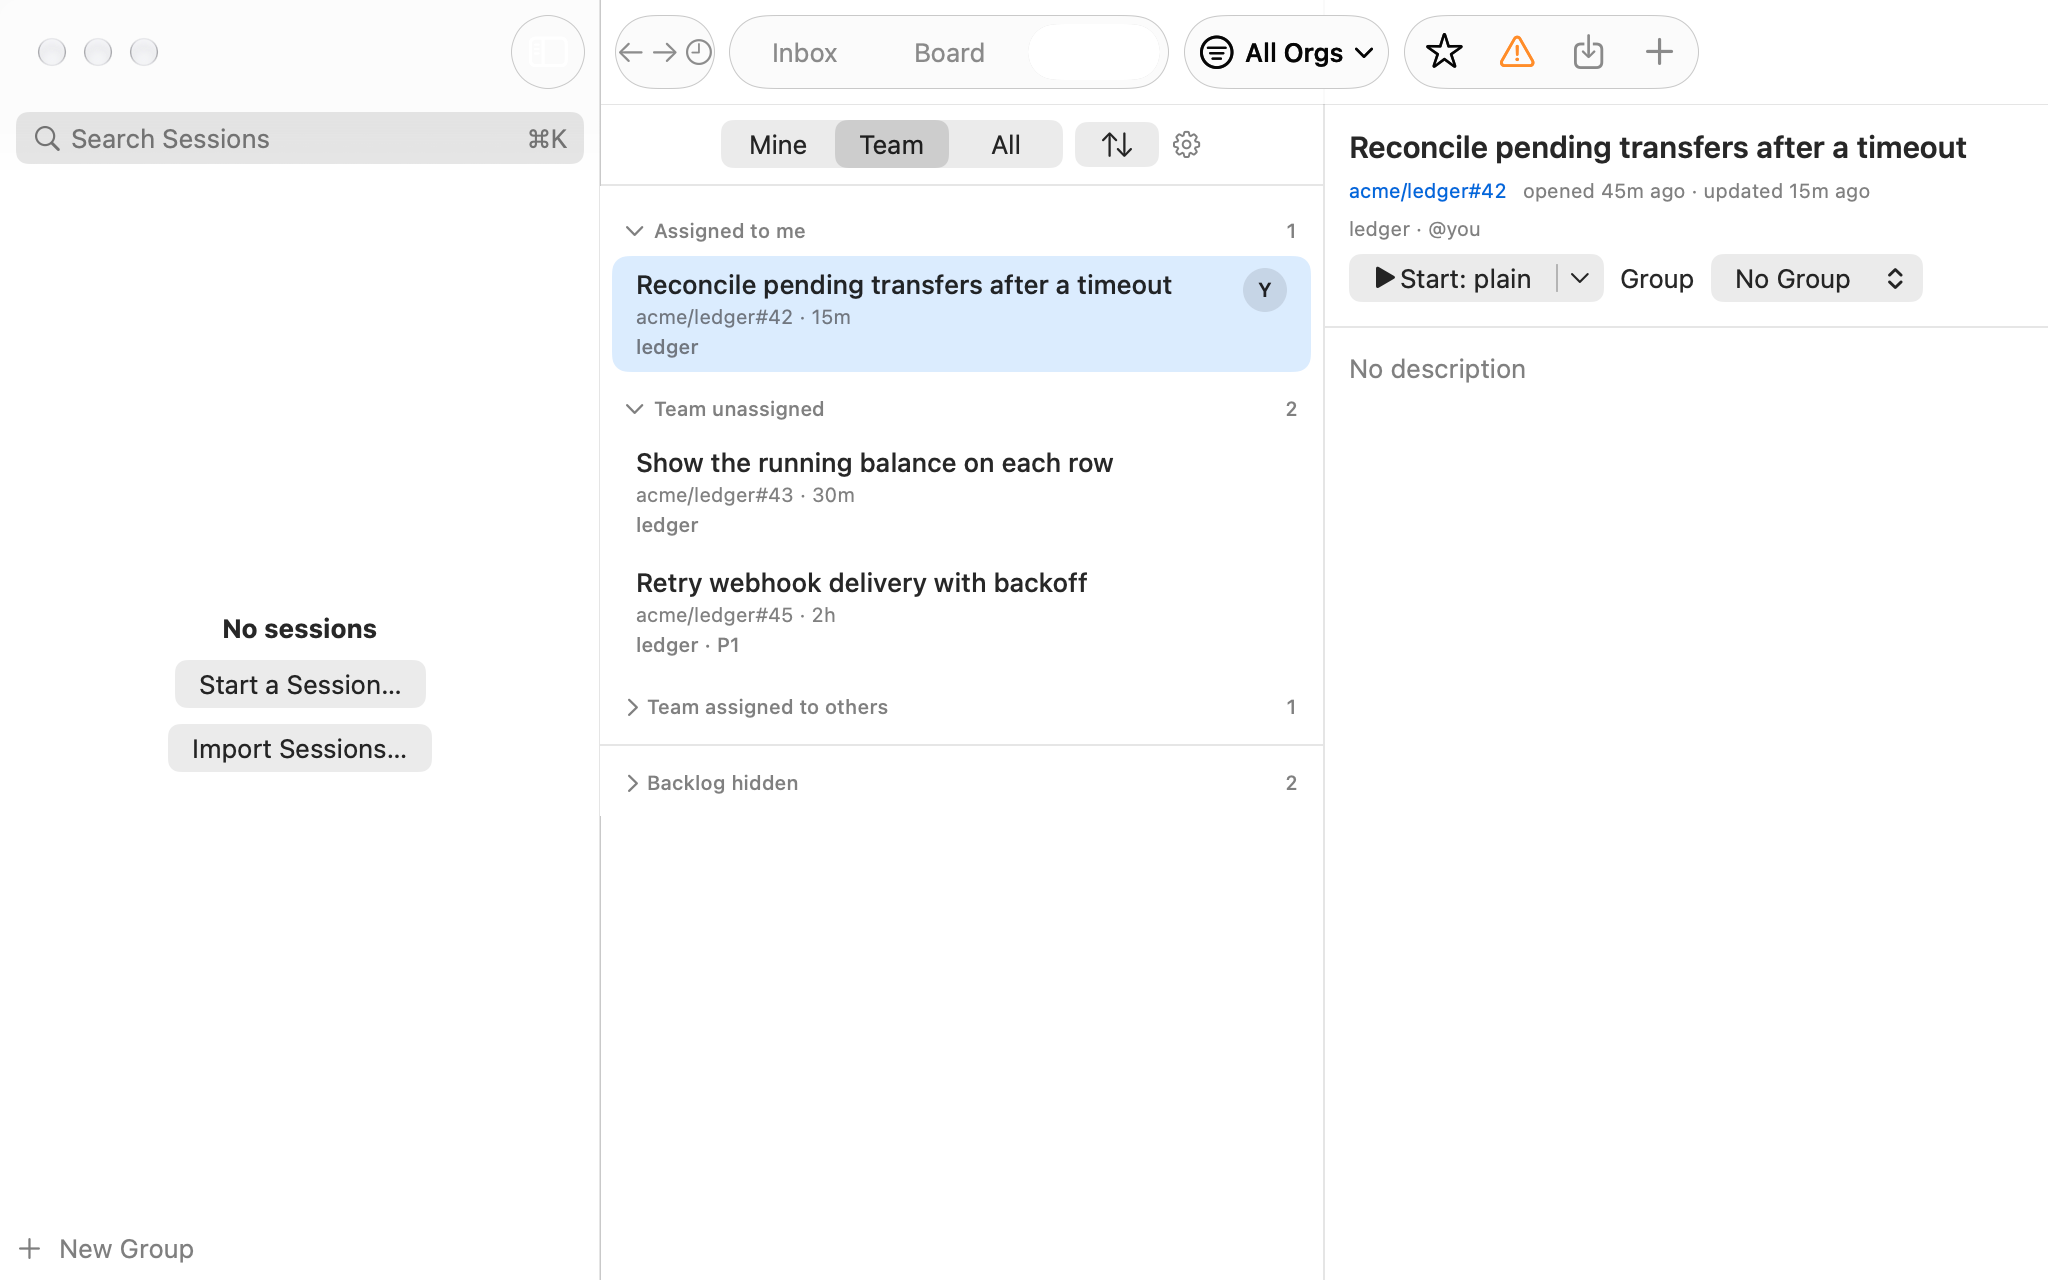 Search Sessions ⌘K
No sessions
Start a Session...
Import Sessions...
New Group
Inbox Board
All Orgs
Mine Team All
Assigned to me 1
Reconcile pending transfers after a timeout Y
acme/ledger#42 · 15m
ledger
Team unassigned 2
Show the running balance on each row
acme/ledger#43 · 30m
ledger
Retry webhook delivery with backoff
acme/ledger#45 · 2h
ledger · P1
Team assigned to others 1
Backlog hidden 2
Reconcile pending transfers after a timeout
acme/ledger#42 opened 45m ago · updated 15m ago
ledger · @you
Start: plain Group No Group
No description